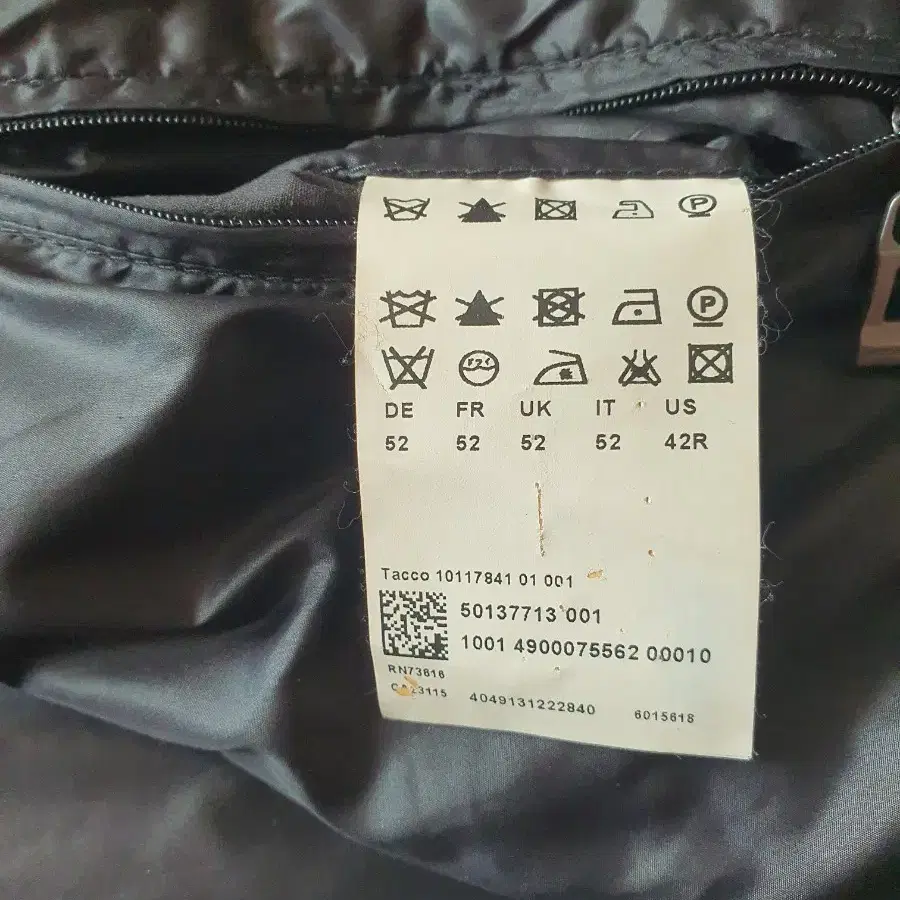 P
P
DE FR UK IT US
52 52 52 52 42R
Tacco 10117841 01 001
50137713 001
1001 4900075562 00010
RN73616
4049131222840 6015618